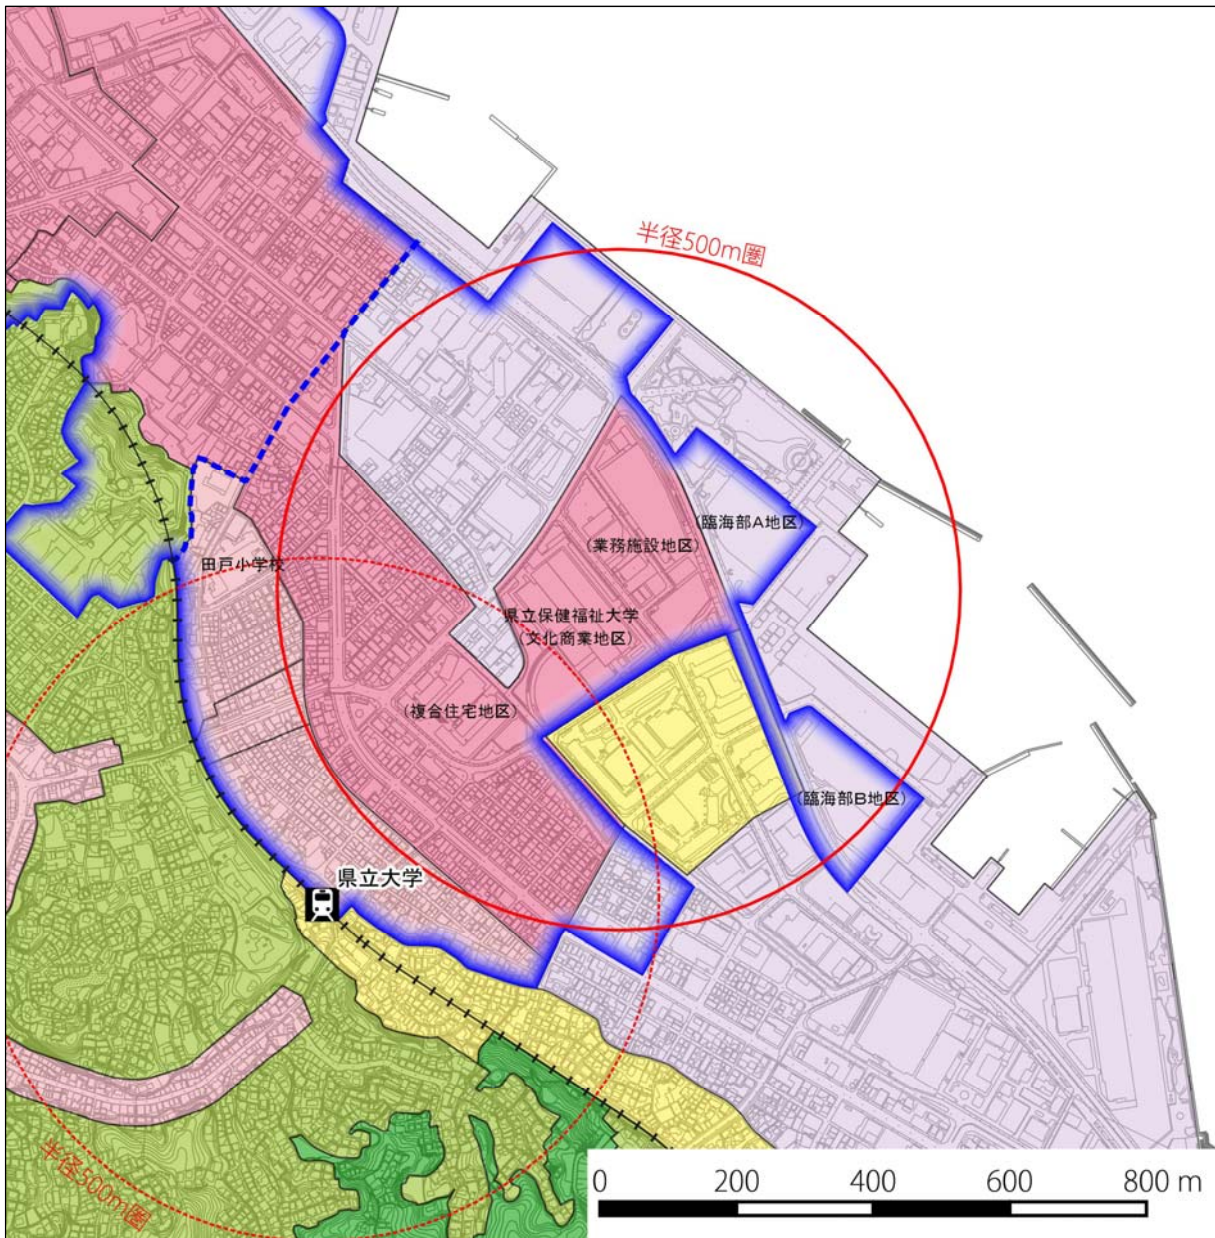 半径500m圏
(臨海部A地区)
(業務施設地区)
田戸小学校
県立保健福祉大学
(文化商業地区)
(複合住宅地区)
(臨海部B地区)
県立大学
半径500m圏
0 200 400 600 800 m